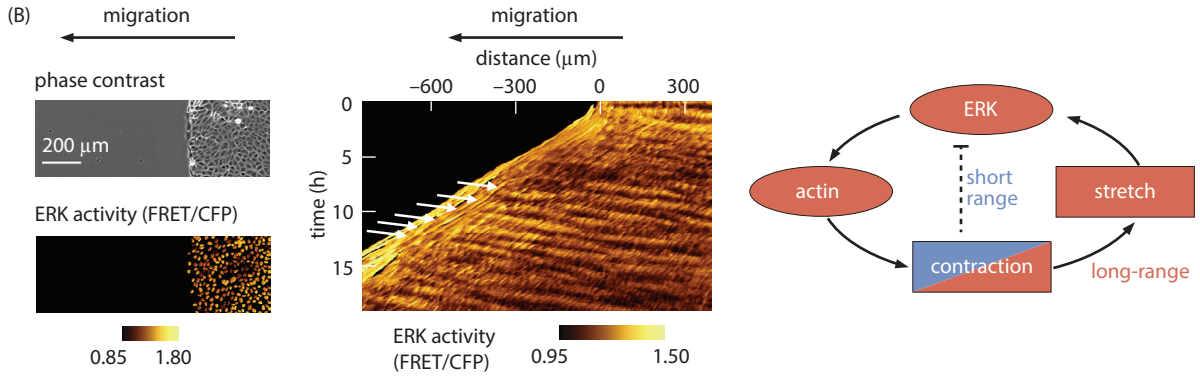 (B)
migration
phase contrast
200 μm
ERK activity (FRET/CFP)
0.85 1.80
migration
distance (μm)
–600 –300 0 300
0
5
10
15
time (h)
ERK activity
(FRET/CFP)
0.95 1.50
ERK
actin
short
range
stretch
contraction
long-range